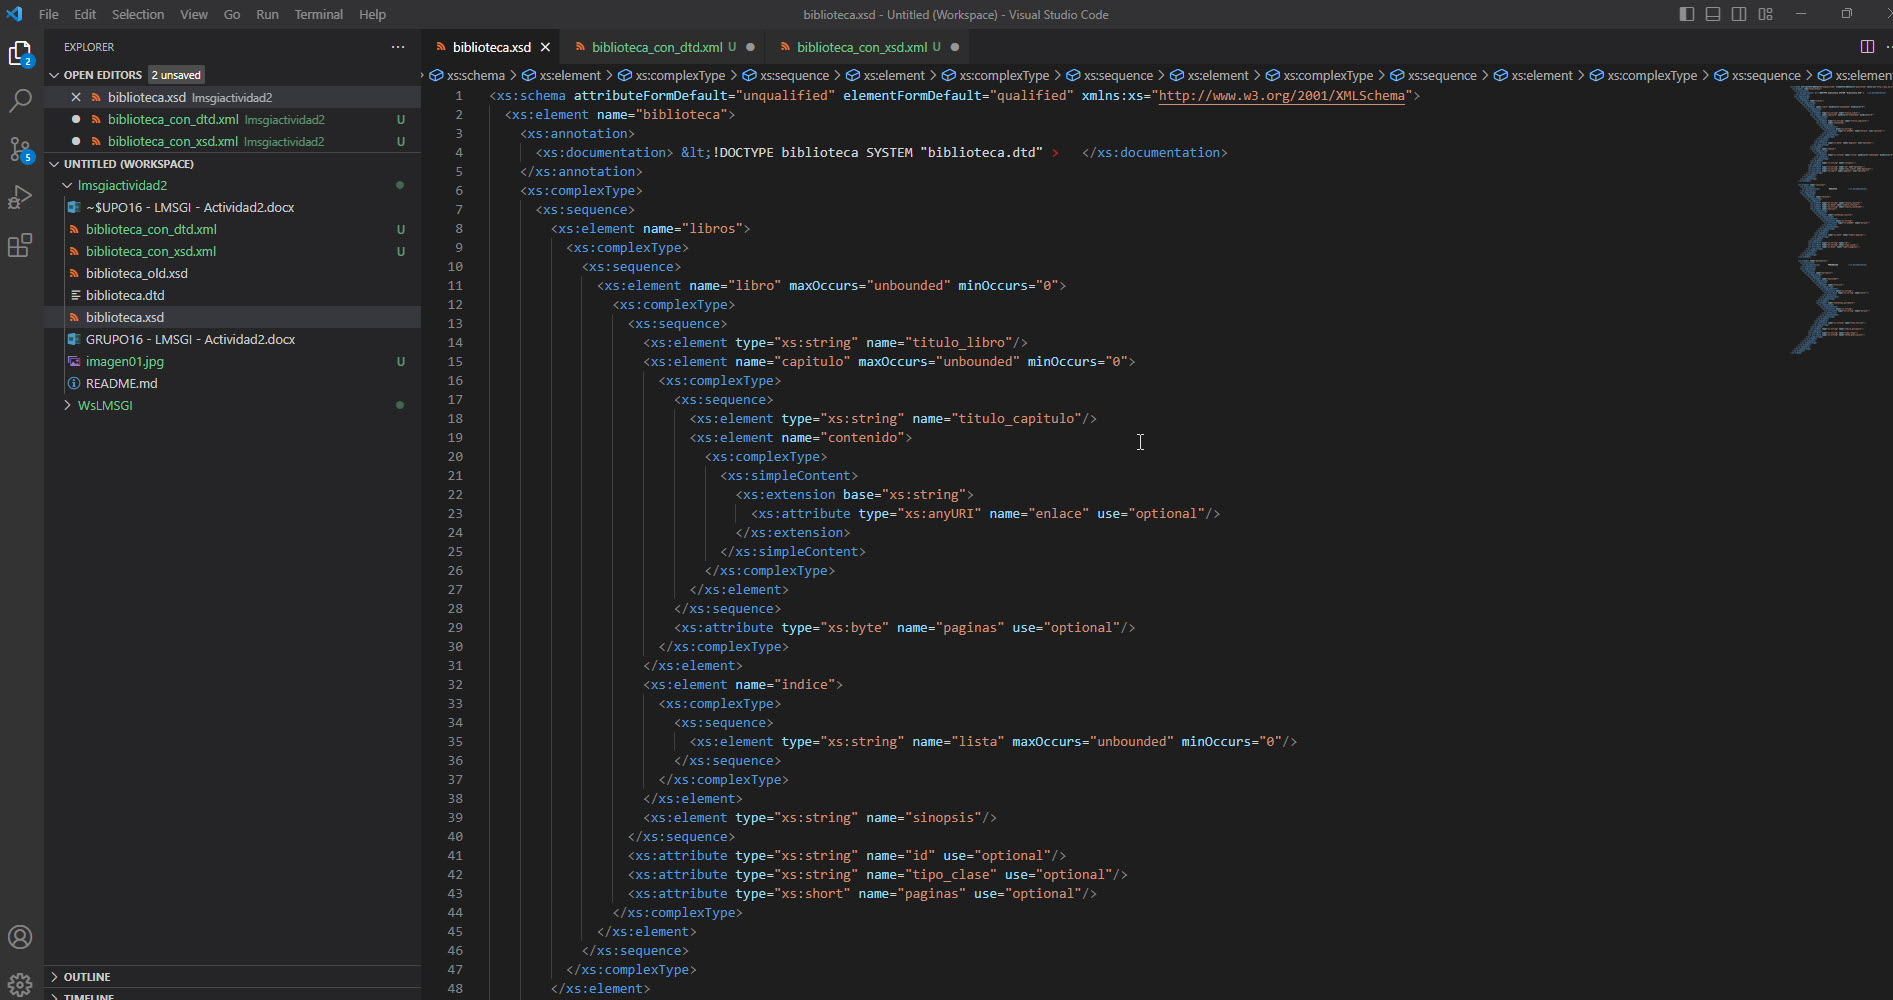 File Edit Selection View Go Run Terminal Help
biblioteca.xsd - Untitled (Workspace) - Visual Studio Code
EXPLORER
biblioteca.xsd
biblioteca_con_dtd.xml U
biblioteca_con_xsd.xml U
OPEN EDITORS 2 unsaved
biblioteca.xsd lmsgiactividad2
biblioteca_con_dtd.xml lmsgiactividad2 U
biblioteca_con_xsd.xml lmsgiactividad2 U
2
5
UNTITLED (WORKSPACE)
lmsgiactividad2
~$UPO16 - LMSGI - Actividad2.docx
biblioteca_con_dtd.xml U
biblioteca_con_xsd.xml U
biblioteca_old.xsd
biblioteca.dtd
biblioteca.xsd
GRUPO16 - LMSGI - Actividad2.docx
imagen01.jpg U
README.md
WsLMSGI
OUTLINE
TIMELINE
xs:schema > xs:element > xs:complexType > xs:sequence > xs:element > xs:complexType > xs:sequence > xs:element > xs:complexType > xs:sequence > xs:element > xs:complexType > xs:sequence > xs:elemen
1 <xs:schema attributeFormDefault="unqualified" elementFormDefault="qualified" xmlns:xs="http://www.w3.org/2001/XMLSchema">
2 <xs:element name="biblioteca">
3 <xs:annotation>
4 <xs:documentation> &lt;!DOCTYPE biblioteca SYSTEM "biblioteca.dtd" > </xs:documentation>
5 </xs:annotation>
6 <xs:complexType>
7 <xs:sequence>
8 <xs:element name="libros">
9 <xs:complexType>
10 <xs:sequence>
11 <xs:element name="libro" maxOccurs="unbounded" minOccurs="0">
12 <xs:complexType>
13 <xs:sequence>
14 <xs:element type="xs:string" name="titulo_libro"/>
15 <xs:element name="capitulo" maxOccurs="unbounded" minOccurs="0">
16 <xs:complexType>
17 <xs:sequence>
18 <xs:element type="xs:string" name="titulo_capitulo"/>
19 <xs:element name="contenido">
20 <xs:complexType>
21 <xs:simpleContent>
22 <xs:extension base="xs:string">
23 <xs:attribute type="xs:anyURI" name="enlace" use="optional"/>
24 </xs:extension>
25 </xs:simpleContent>
26 </xs:complexType>
27 </xs:element>
28 </xs:sequence>
29 <xs:attribute type="xs:byte" name="paginas" use="optional"/>
30 </xs:complexType>
31 </xs:element>
32 <xs:element name="indice">
33 <xs:complexType>
34 <xs:sequence>
35 <xs:element type="xs:string" name="lista" maxOccurs="unbounded" minOccurs="0"/>
36 </xs:sequence>
37 </xs:complexType>
38 </xs:element>
39 <xs:element type="xs:string" name="sinopsis"/>
40 </xs:sequence>
41 <xs:attribute type="xs:string" name="id" use="optional"/>
42 <xs:attribute type="xs:string" name="tipo_clase" use="optional"/>
43 <xs:attribute type="xs:short" name="paginas" use="optional"/>
44 </xs:complexType>
45 </xs:element>
46 </xs:sequence>
47 </xs:complexType>
48 </xs:element>